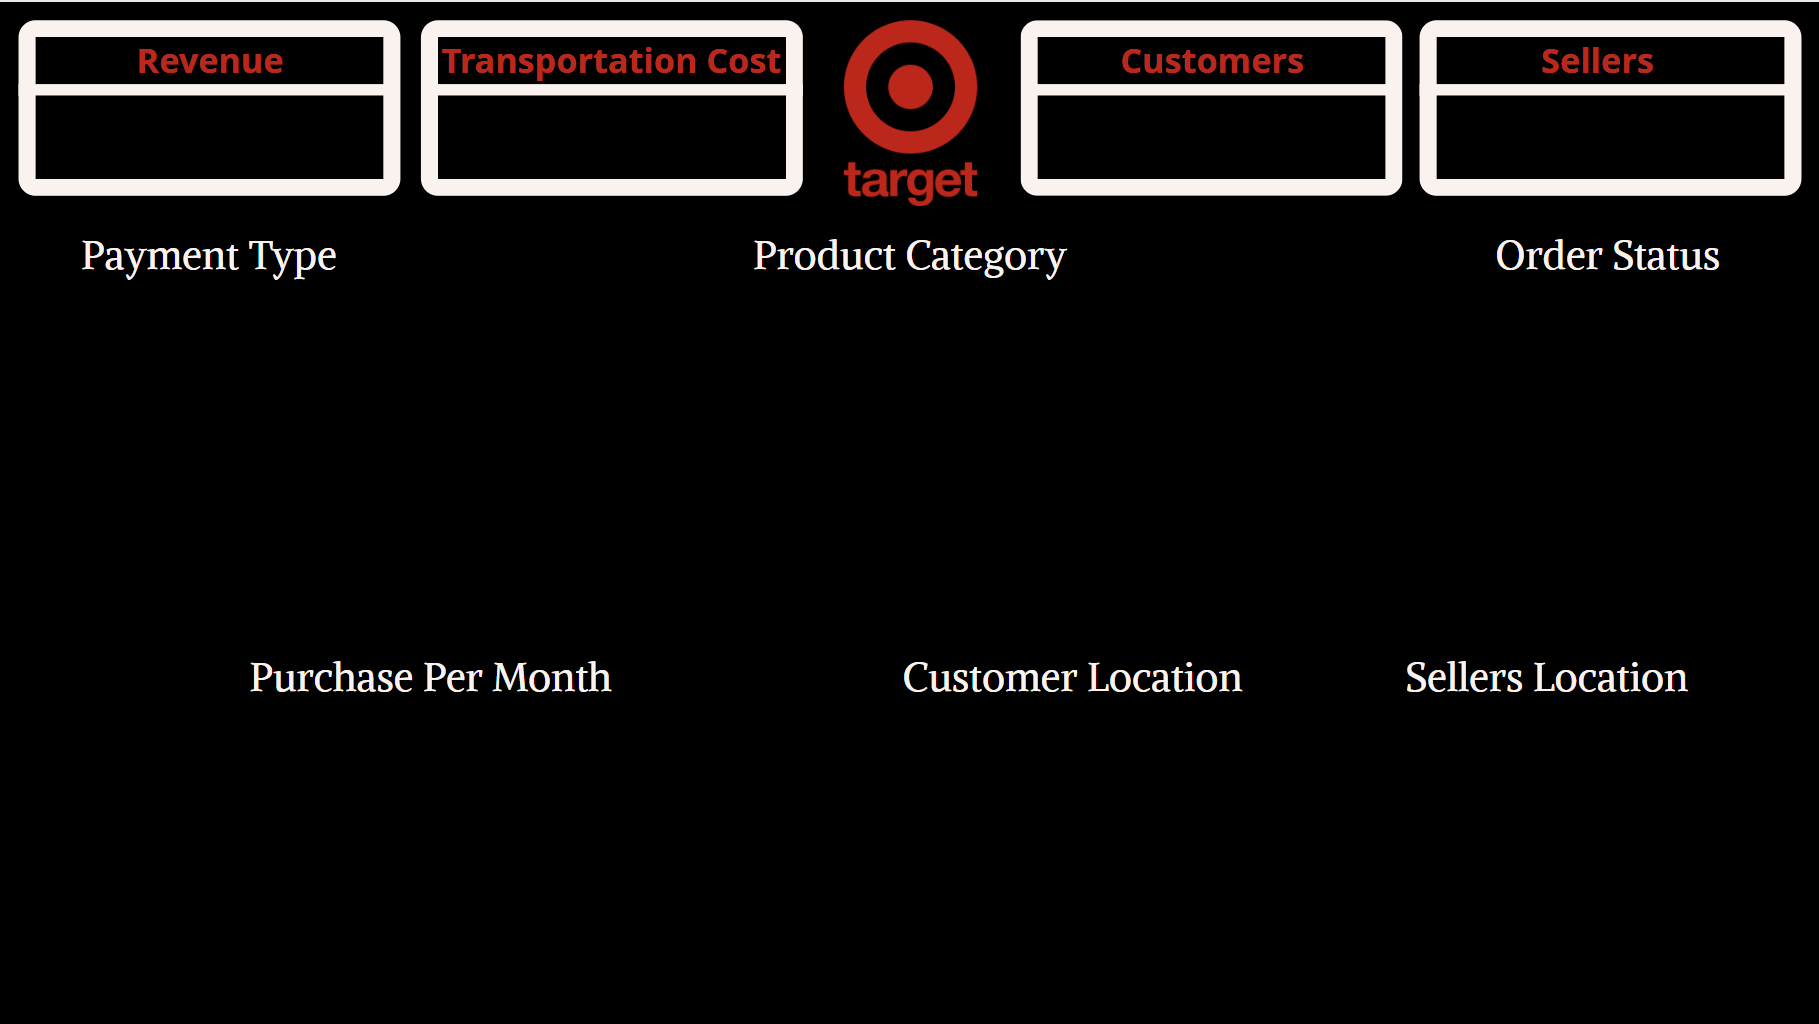 Revenue
Transportation Cost
target
Customers
Sellers
Payment Type
Product Category
Order Status
Purchase Per Month
Customer Location
Sellers Location